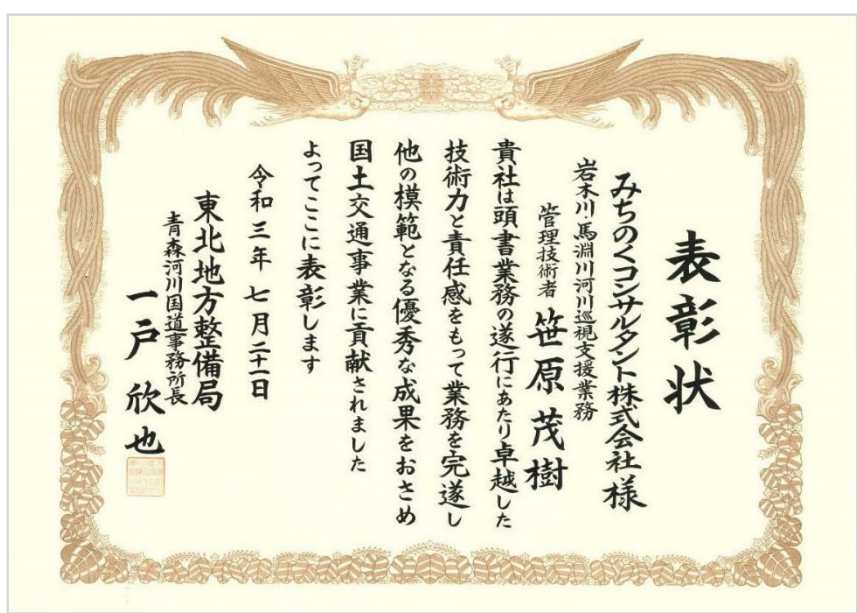 表彰状
みちのくコンサルタント株式会社様
岩木川・馬淵川河川巡視支援業務
管理技術者 笹原茂樹
貴社は頭書業務の遂行にあたり卓越した
技術力と責任感をもって業務を完遂し
他の模範となる優秀な成果をおさめ
国土交通事業に貢献されました
よってここに表彰します
令和三年七月二十一日
東北地方整備局
青森河川国道事務所長
一戸欣也